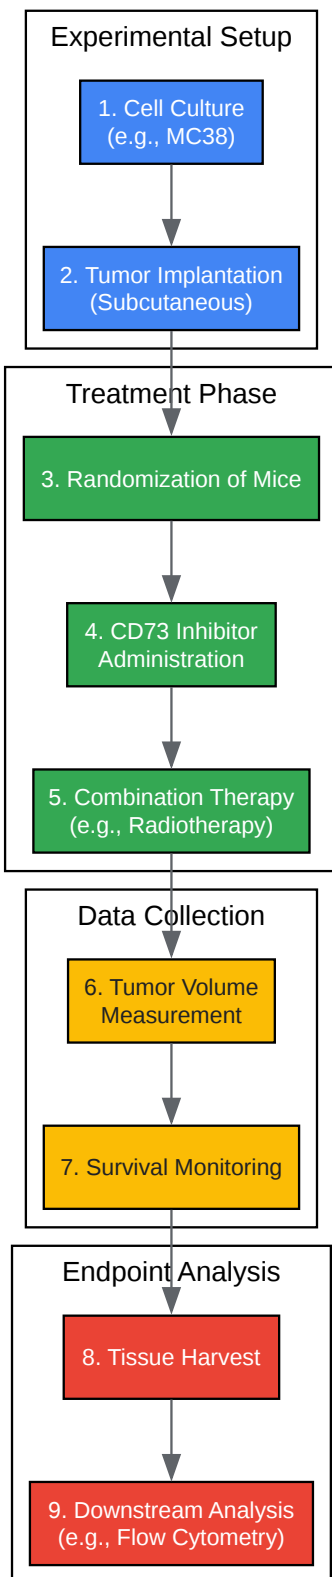 Experimental Setup
1. Cell Culture
(e.g., MC38)
2. Tumor Implantation
(Subcutaneous)
Treatment Phase
3. Randomization of Mice
4. CD73 Inhibitor
Administration
5. Combination Therapy
(e.g., Radiotherapy)
Data Collection
6. Tumor Volume
Measurement
7. Survival Monitoring
Endpoint Analysis
8. Tissue Harvest
9. Downstream Analysis
(e.g., Flow Cytometry)